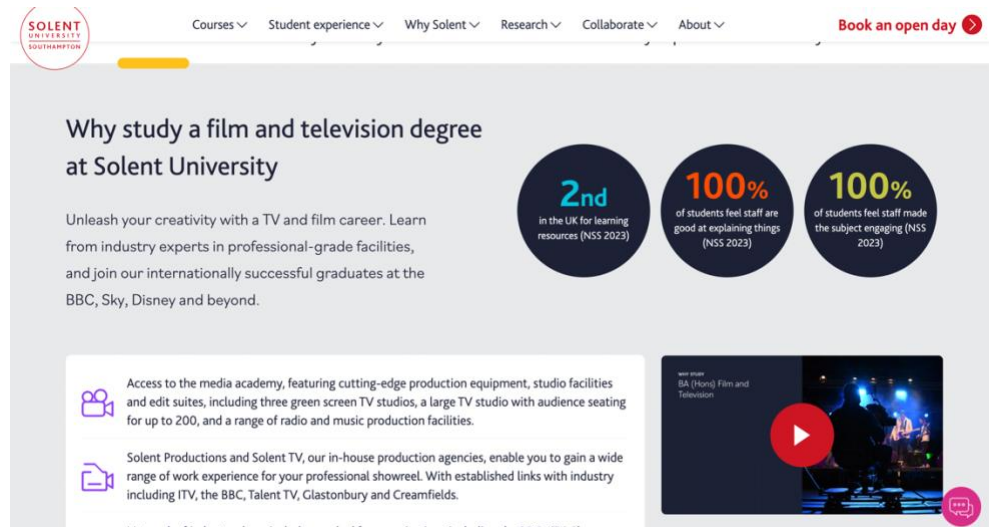 SOLENT
UNIVERSITY
SOUTHAMPTON
Courses Student experience Why Solent Research Collaborate About Book an open day
Why study a film and television degree
at Solent University
Unleash your creativity with a TV and film career. Learn
from industry experts in professional-grade facilities,
and join our internationally successful graduates at the
BBC, Sky, Disney and beyond.
2nd
in the UK for learning
resources (NSS 2023)
100%
of students feel staff are
good at explaining things
(NSS 2023)
100%
of students feel staff made
the subject engaging (NSS
2023)
Access to the media academy, featuring cutting-edge production equipment, studio facilities
and edit suites, including three green screen TV studios, a large TV studio with audience seating
for up to 200, and a range of radio and music production facilities.
Solent Productions and Solent TV, our in-house production agencies, enable you to gain a wide
range of work experience for your professional showreel. With established links with industry
including ITV, the BBC, Talent TV, Glastonbury and Creamfields.
WHY STUDY
BA (Hons) Film and
Television